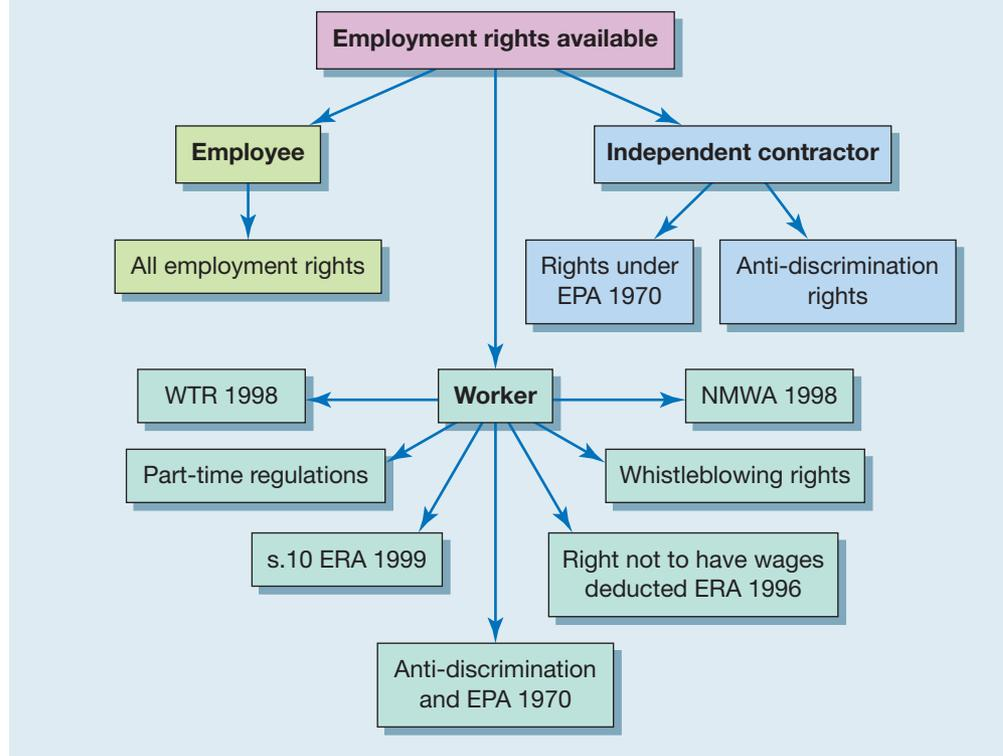 Employment rights available
Employee
Independent contractor
All employment rights
Rights under
EPA 1970
Anti-discrimination
rights
WTR 1998
Worker
NMWA 1998
Part-time regulations
Whistleblowing rights
s.10 ERA 1999
Right not to have wages
deducted ERA 1996
Anti-discrimination
and EPA 1970